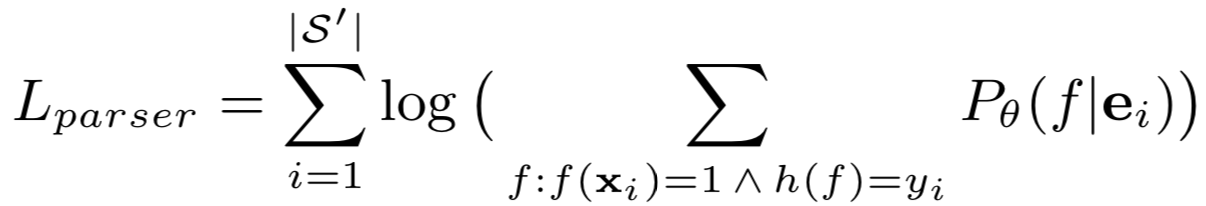 L_{parser} = \sum_{i=1}^{|\mathcal{S}'|} \log \big( \sum_{f:f(\mathbf{x}_i)=1 \wedge h(f)=y_i} P_\theta(f|\mathbf{e}_i) \big)